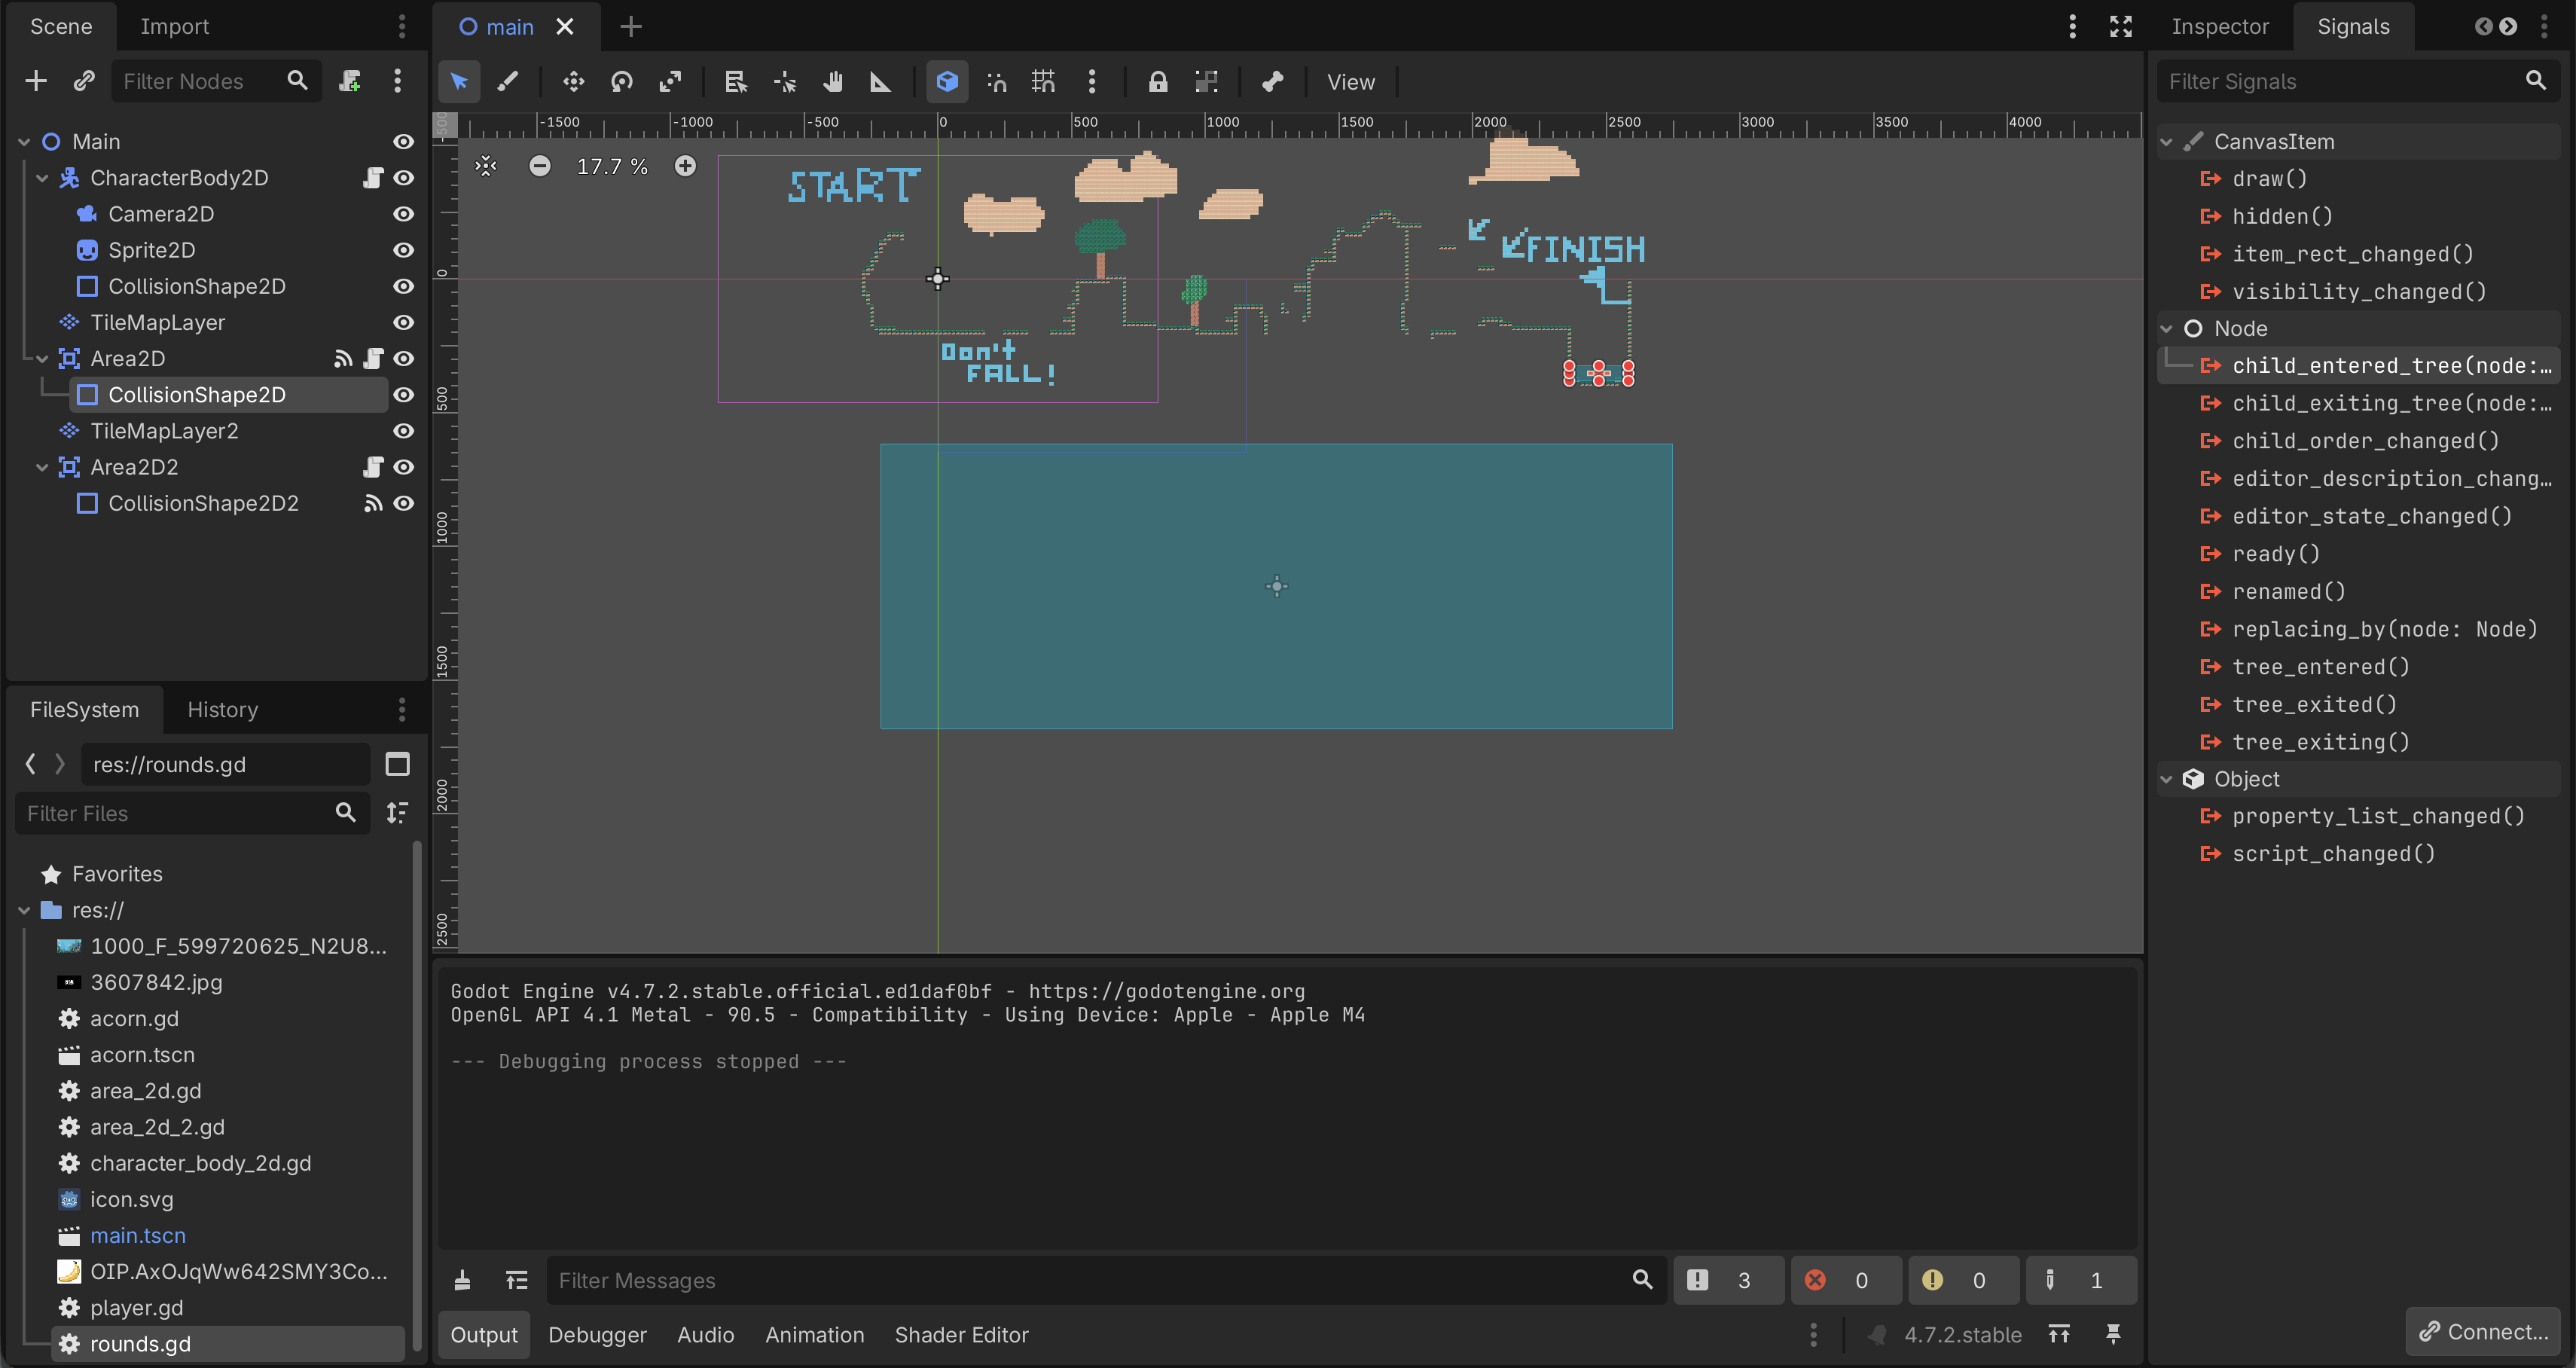 Scene Import
Filter Nodes
Main
CharacterBody2D
Camera2D
Sprite2D
CollisionShape2D
TileMapLayer
Area2D
CollisionShape2D
TileMapLayer2
Area2D2
CollisionShape2D2
FileSystem History
res://rounds.gd
Filter Files
Favorites
res://
1000_F_599720625_N2U8...
3607842.jpg
acorn.gd
acorn.tscn
area_2d.gd
area_2d_2.gd
character_body_2d.gd
icon.svg
main.tscn
OIP.AxOJqWw642SMY3Co...
player.gd
rounds.gd
main
View
-1000 -1000 -500 0 500 1000 1500 2000 2500 3000 3500 4000
-500
0
500
1000
1500
2000
2500
17.7 %
START
FINISH
Don't
FALL!
Godot Engine v4.7.2.stable.official.ed1daf0bf - https://godotengine.org
OpenGL API 4.1 Metal - 90.5 - Compatibility - Using Device: Apple - Apple M4
--- Debugging process stopped ---
Filter Messages
3 0 0 1
Output Debugger Audio Animation Shader Editor
4.7.2.stable
Inspector Signals
Filter Signals
CanvasItem
draw()
hidden()
item_rect_changed()
visibility_changed()
Node
child_entered_tree(node:...
child_exiting_tree(node:...
child_order_changed()
editor_description_chang...
editor_state_changed()
ready()
renamed()
replacing_by(node: Node)
tree_entered()
tree_exited()
tree_exiting()
Object
property_list_changed()
script_changed()
Connect...